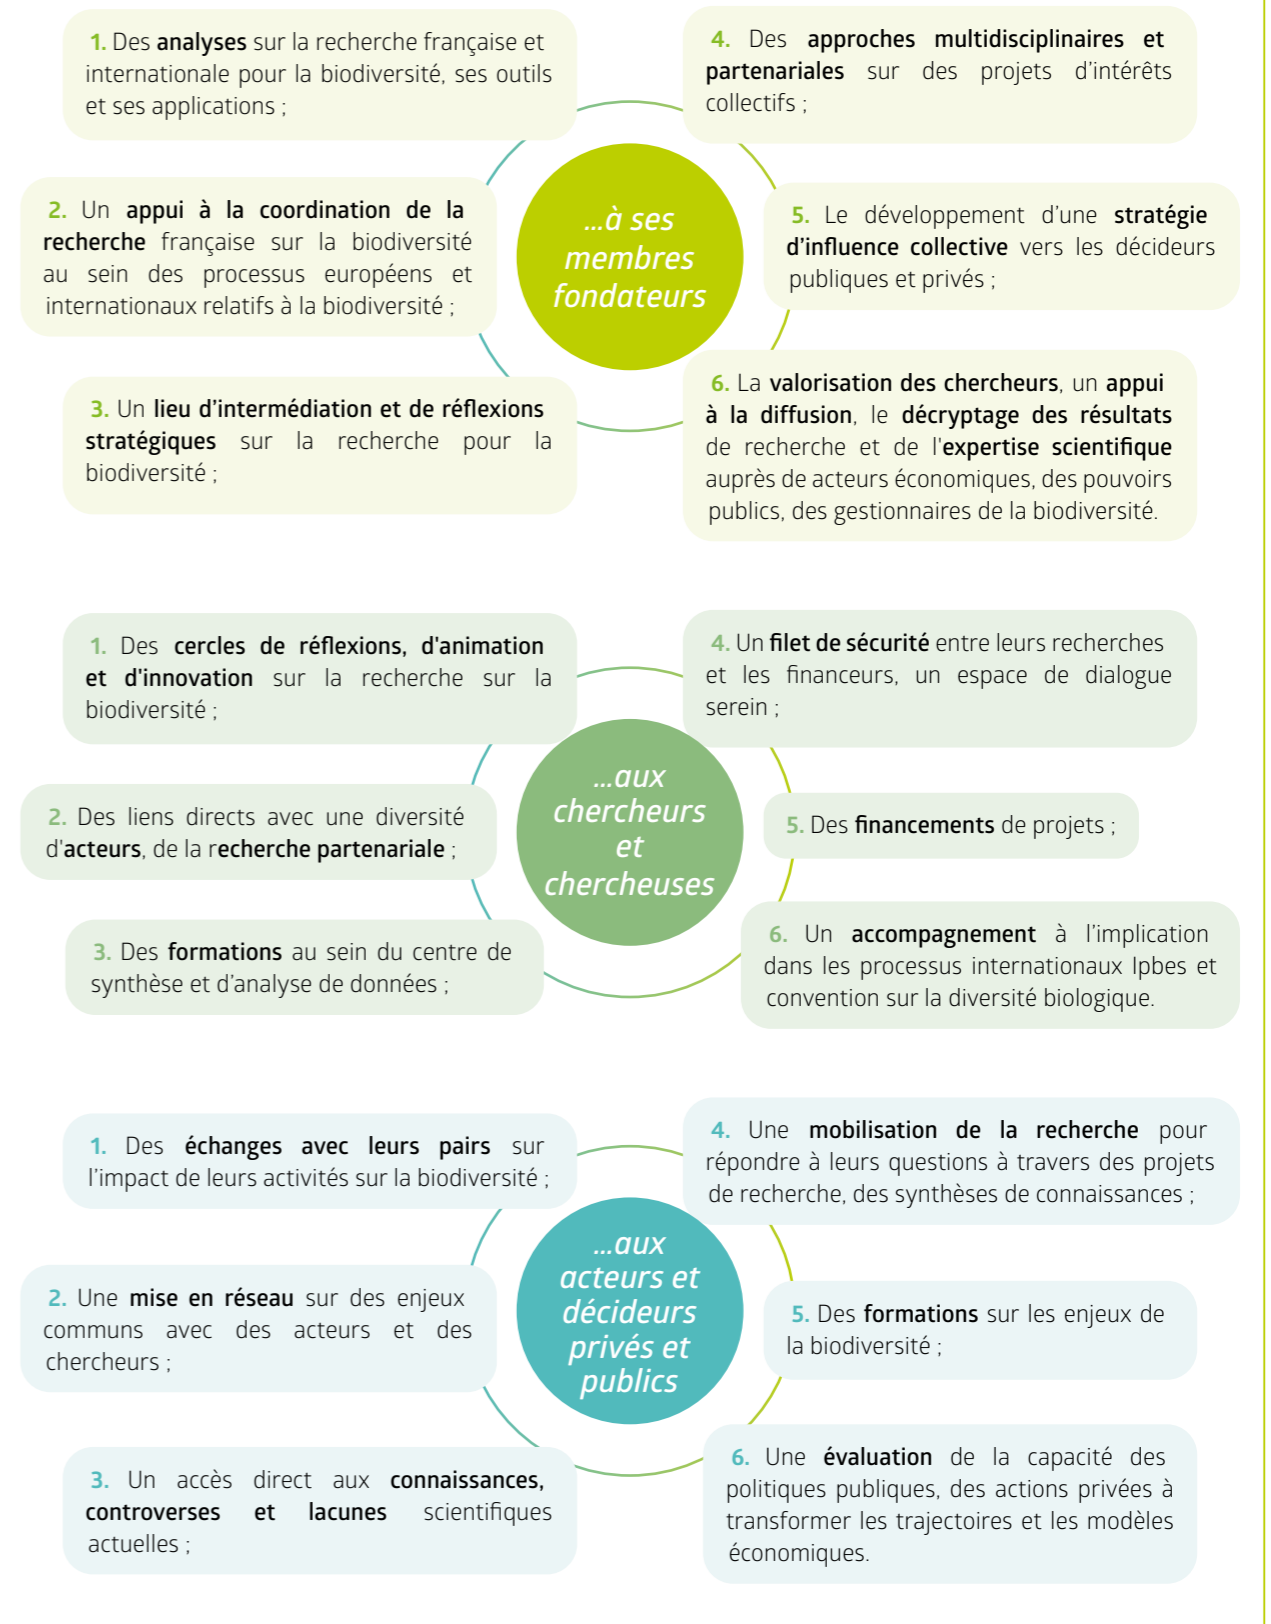 1. Des analyses sur la recherche française et
internationale pour la biodiversité, ses outils
et ses applications ;
2. Un appui à la coordination de la
recherche française sur la biodiversité
au sein des processus européens et
internationaux relatifs à la biodiversité ;
3. Un lieu d’intermédiation et de réflexions
stratégiques sur la recherche pour la
biodiversité ;
...à ses
membres
fondateurs
4. Des approches multidisciplinaires et
partenariales sur des projets d’intérêts
collectifs ;
5. Le développement d’une stratégie
d’influence collective vers les décideurs
publiques et privés ;
6. La valorisation des chercheurs, un appui
à la diffusion, le décryptage des résultats
de recherche et de l'expertise scientifique
auprès de acteurs économiques, des pouvoirs
publics, des gestionnaires de la biodiversité.
1. Des cercles de réflexions, d'animation
et d'innovation sur la recherche sur la
biodiversité ;
2. Des liens directs avec une diversité
d'acteurs, de la recherche partenariale ;
3. Des formations au sein du centre de
synthèse et d’analyse de données ;
...aux
chercheurs
et
chercheuses
4. Un filet de sécurité entre leurs recherches
et les financeurs, un espace de dialogue
serein ;
5. Des financements de projets ;
6. Un accompagnement à l’implication
dans les processus internationaux Ipbes et
convention sur la diversité biologique.
1. Des échanges avec leurs pairs sur
l’impact de leurs activités sur la biodiversité ;
2. Une mise en réseau sur des enjeux
communs avec des acteurs et des
chercheurs ;
3. Un accès direct aux connaissances,
controverses et lacunes scientifiques
actuelles ;
...aux
acteurs et
décideurs
privés et
publics
4. Une mobilisation de la recherche pour
répondre à leurs questions à travers des projets
de recherche, des synthèses de connaissances ;
5. Des formations sur les enjeux de
la biodiversité ;
6. Une évaluation de la capacité des
politiques publiques, des actions privées à
transformer les trajectoires et les modèles
économiques.